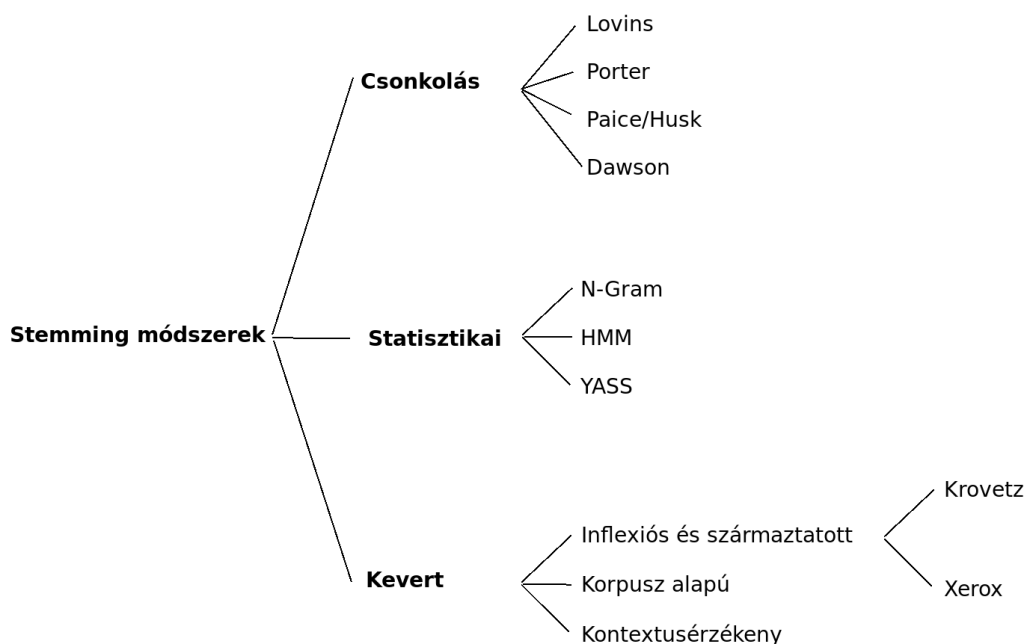 Stemming módszerek
Csonkolás
Lovins
Porter
Paice/Husk
Dawson
Statisztikai
N-Gram
HMM
YASS
Kevert
Inflexiós és származtatott
Krovetz
Xerox
Korpusz alapú
Kontextusérzékeny